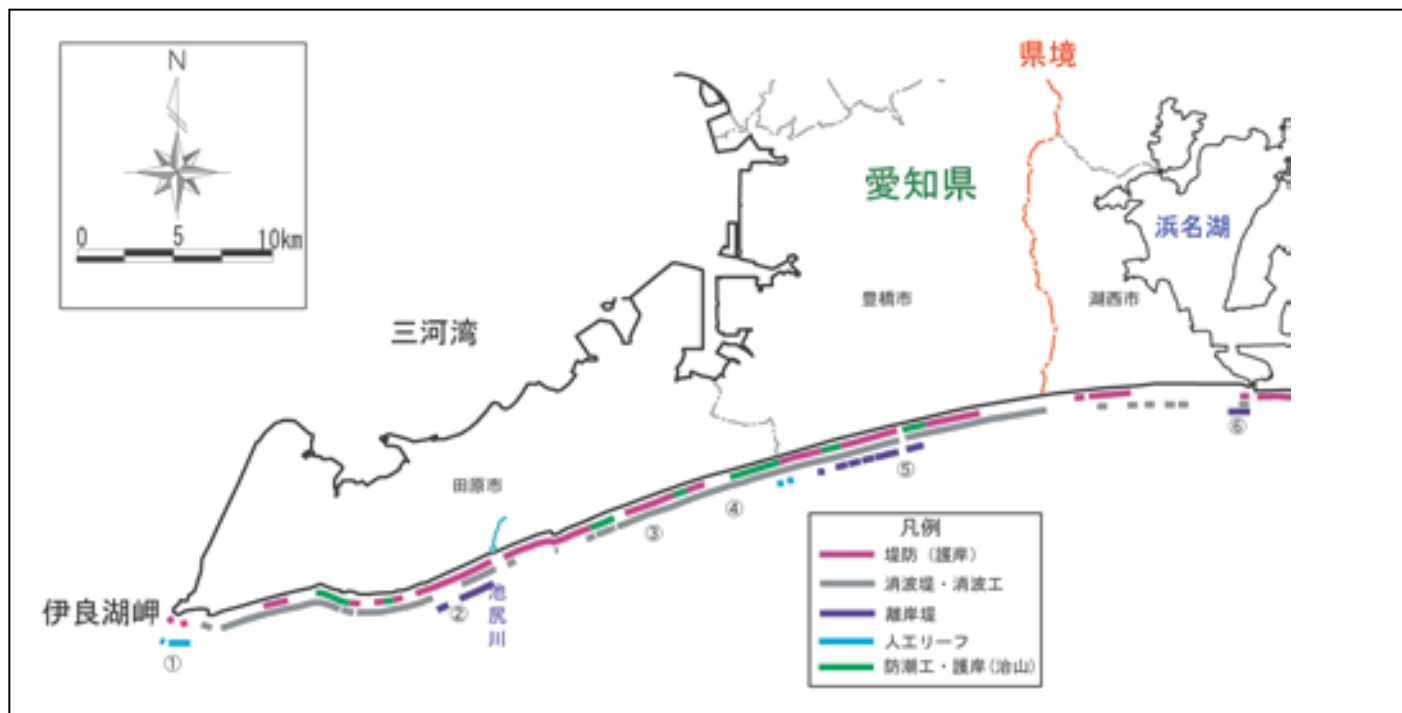 N
0 5 10km
県境
愛知県
浜名湖
豊橋市
湖西市
三河湾
田原市
伊良湖岬
池尻川
①
②
③
④
⑤
⑥
凡例
堤防（護岸）
消波堤・消波工
離岸堤
人工リーフ
防潮工・護岸(治山)